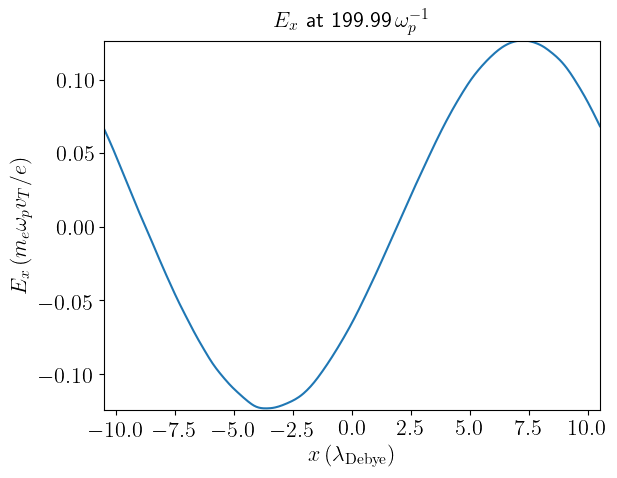 $E_x$ at 199.99 $\omega_p^{-1}$
$E_x\,(m_e\omega_p v_T/e)$
0.10
0.05
0.00
−0.05
−0.10
−10.0 −7.5 −5.0 −2.5 0.0 2.5 5.0 7.5 10.0
$x\,(\lambda_{\mathrm{Debye}})$